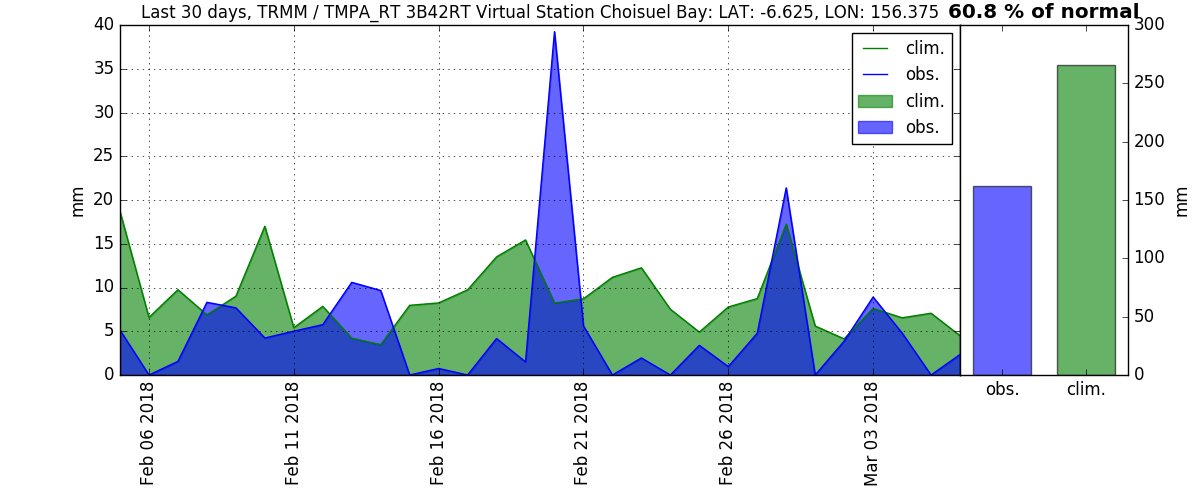 Last 30 days, TRMM / TMPA_RT 3B42RT Virtual Station Choisuel Bay: LAT: -6.625, LON: 156.375
60.8 % of normal
40
35
30
25
20
15
10
5
0
mm
clim.
obs.
clim.
obs.
Feb 06 2018
Feb 11 2018
Feb 16 2018
Feb 21 2018
Feb 26 2018
Mar 03 2018
300
250
200
150
100
50
0
mm
obs.
clim.